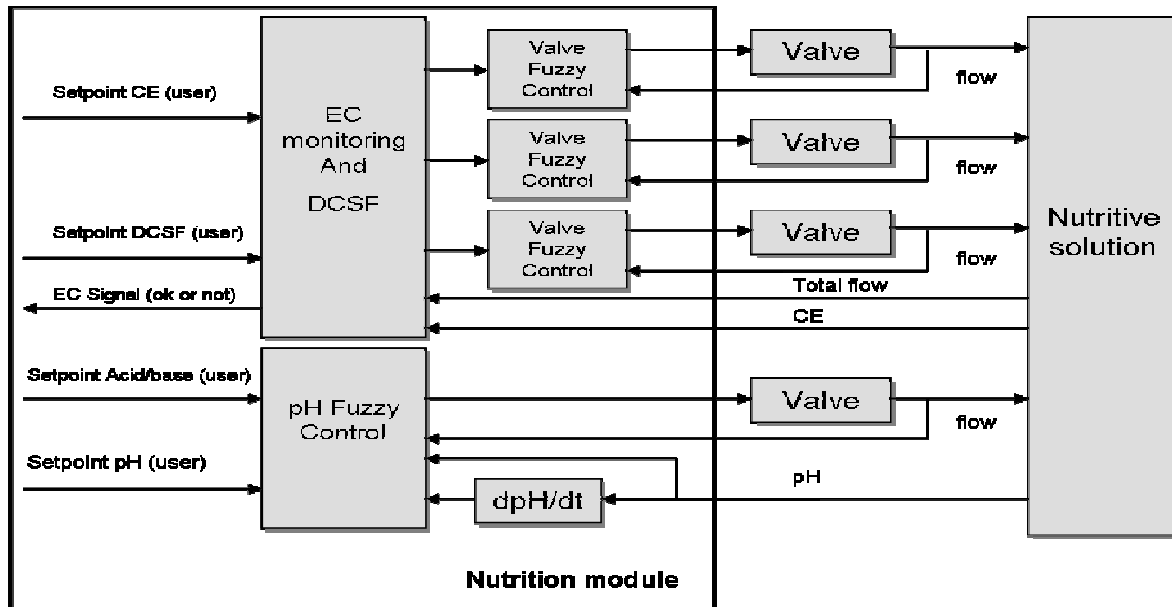 Setpoint CE (user)
Setpoint DCSF (user)
EC Signal (ok or not)
Setpoint Acid/base (user)
Setpoint pH (user)
EC
monitoring
And
DCSF
pH Fuzzy
Control
Valve
Fuzzy
Control
Valve
Fuzzy
Control
Valve
Fuzzy
Control
dpH/dt
Valve
flow
Valve
flow
Valve
flow
Total flow
CE
Valve
flow
pH
Nutritive
solution
Nutrition module